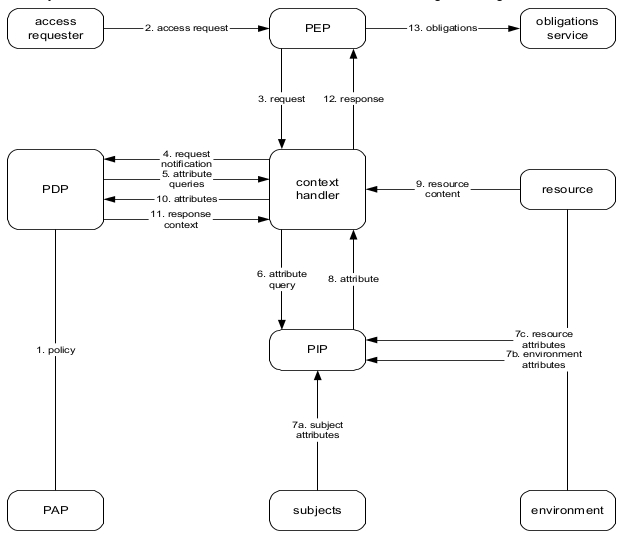 access
requester
2. access request
PEP
13. obligations
obligations
service
3. request
12. response
PDP
4. request
notification
5. attribute
queries
10. attributes
11. response
context
context
handler
9. resource
content
resource
6. attribute
query
8. attribute
1. policy
PIP
7c. resource
attributes
7b. environment
attributes
7a. subject
attributes
PAP
subjects
environment